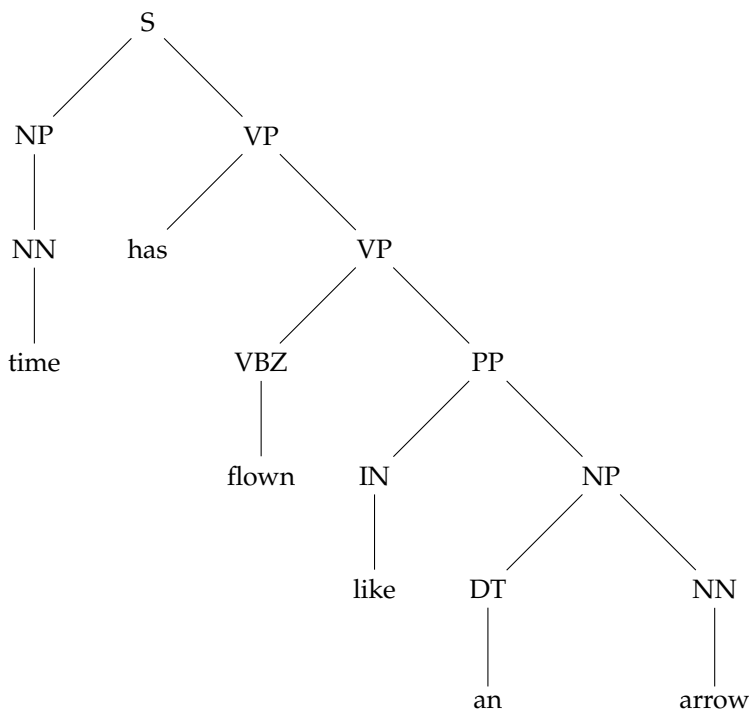 S
NP VP
NN has VP
time VBZ PP
flown IN NP
like DT NN
an arrow